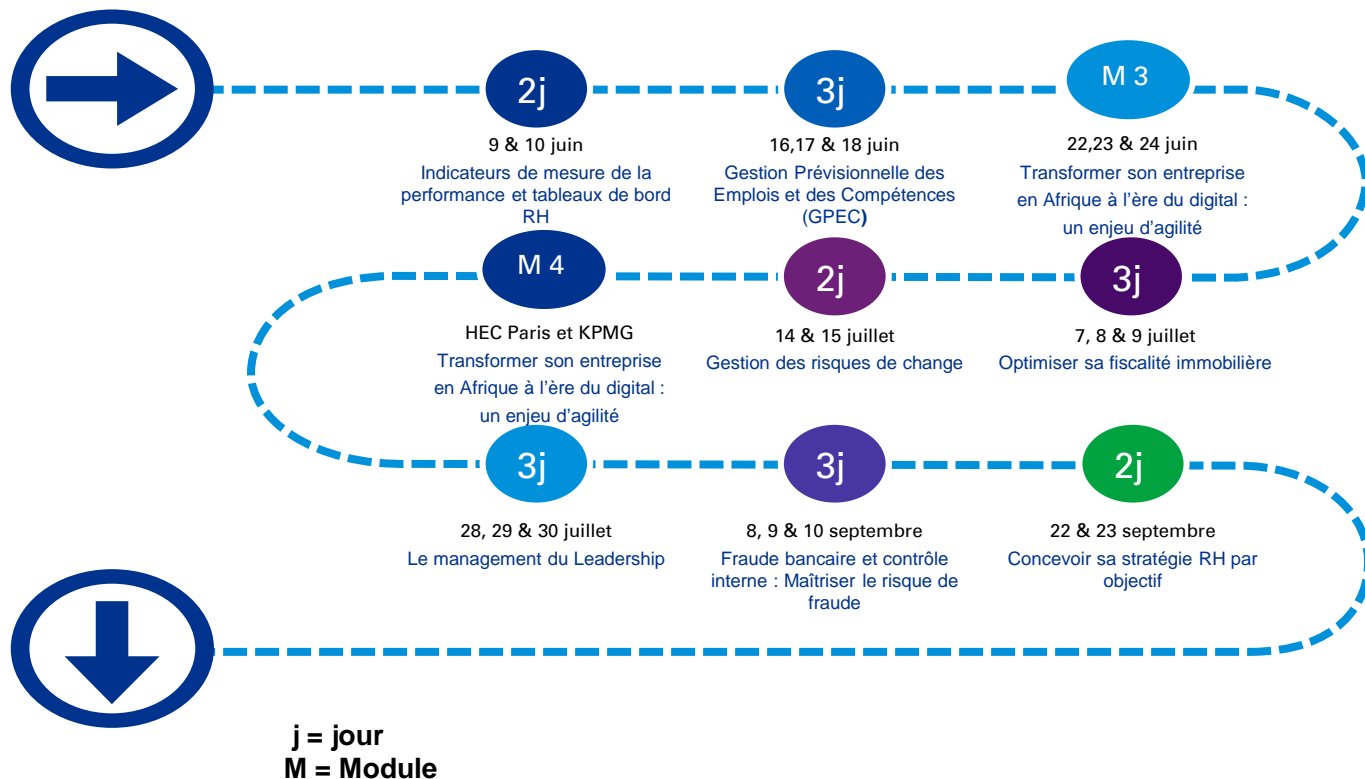 2j
9 & 10 juin
Indicateurs de mesure de la
performance et tableaux de bord
RH
3j
16,17 & 18 juin
Gestion Prévisionnelle des
Emplois et des Compétences
(GPEC)
M 3
22,23 & 24 juin
Transformer son entreprise
en Afrique à l'ère du digital :
un enjeu d'agilité
3j
7, 8 & 9 juillet
Optimiser sa fiscalité immobilière
2j
14 & 15 juillet
Gestion des risques de change
M 4
HEC Paris et KPMG
Transformer son entreprise
en Afrique à l'ère du digital :
un enjeu d'agilité
3j
28, 29 & 30 juillet
Le management du Leadership
3j
8, 9 & 10 septembre
Fraude bancaire et contrôle
interne : Maîtriser le risque de
fraude
2j
22 & 23 septembre
Concevoir sa stratégie RH par
objectif
j = jour
M = Module